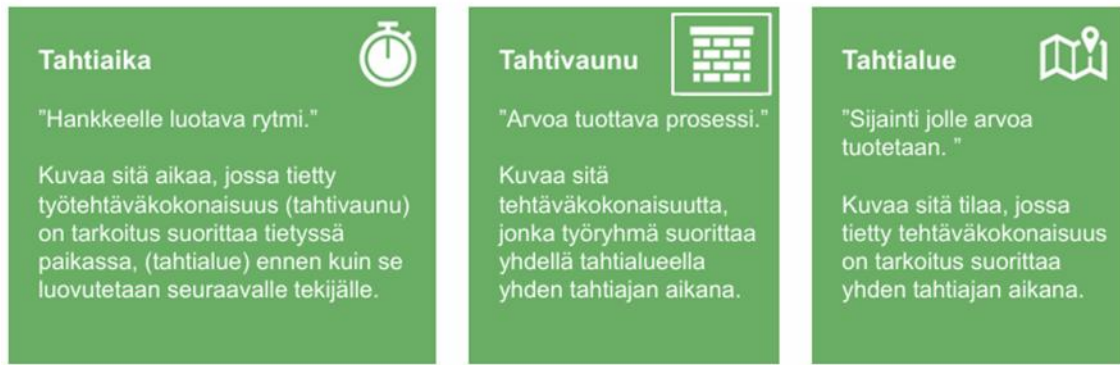 Tahtiaika
"Hankkeelle luotava rytmi."
Kuvaa sitä aikaa, jossa tietty
työtehtäväkokonaisuus (tahtivaunu)
on tarkoitus suorittaa tietyssä
paikassa, (tahtialue) ennen kuin se
luovutetaan seuraavalle tekijälle.
Tahtivaunu
"Arvoa tuottava prosessi."
Kuvaa sitä
tehtäväkokonaisuutta,
jonka työryhmä suorittaa
yhdellä tahtialueella
yhden tahtiajan aikana.
Tahtialue
"Sijainti jolle arvoa
tuotetaan. "
Kuvaa sitä tilaa, jossa
tietty tehtäväkokonaisuus
on tarkoitus suorittaa
yhden tahtiajan aikana.